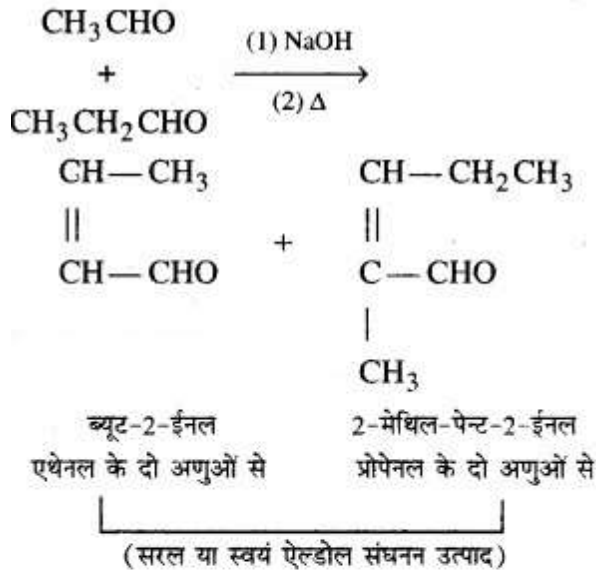 CH₃CHO
+
CH₃CH₂CHO
(1) NaOH
(2) Δ
CH — CH₃
||
CH — CHO
+
CH — CH₂CH₃
||
C — CHO
|
CH₃
ब्यूट-2-ईनल
एथेनल के दो अणुओं से
2-मेथिल-पेन्ट-2-ईनल
प्रोपेनल के दो अणुओं से
(सरल या स्वयं ऐल्डोल संघनन उत्पाद)